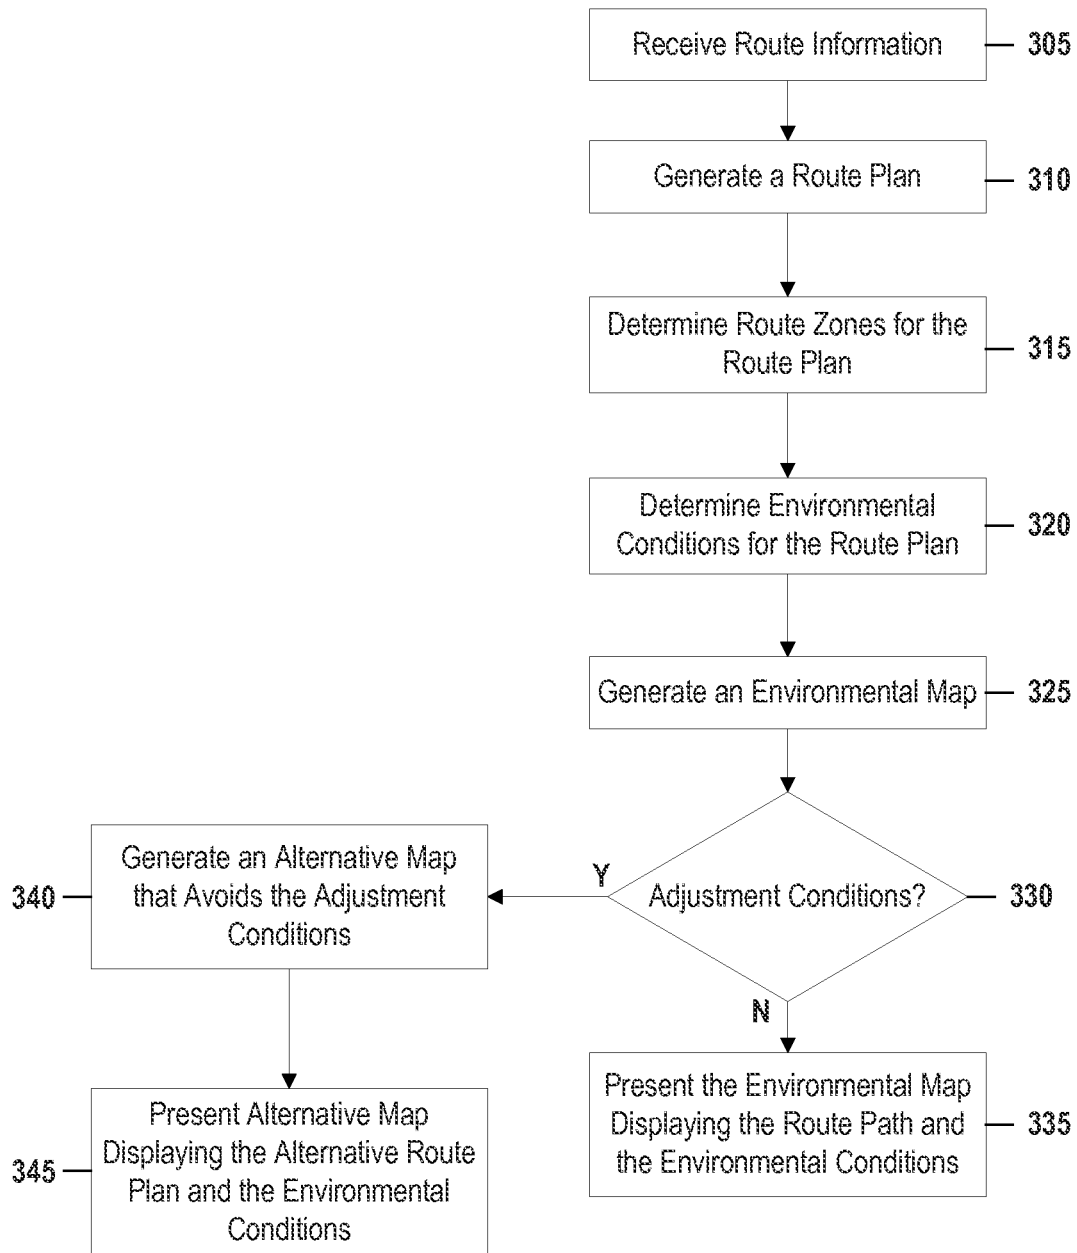 Receive Route Information
305
Generate a Route Plan
310
Determine Route Zones for the
Route Plan
315
Determine Environmental
Conditions for the Route Plan
320
Generate an Environmental Map
325
Adjustment Conditions?
330
Y
N
Generate an Alternative Map
that Avoids the Adjustment
Conditions
340
Present the Environmental Map
Displaying the Route Path and
the Environmental Conditions
335
Present Alternative Map
Displaying the Alternative Route
Plan and the Environmental
Conditions
345